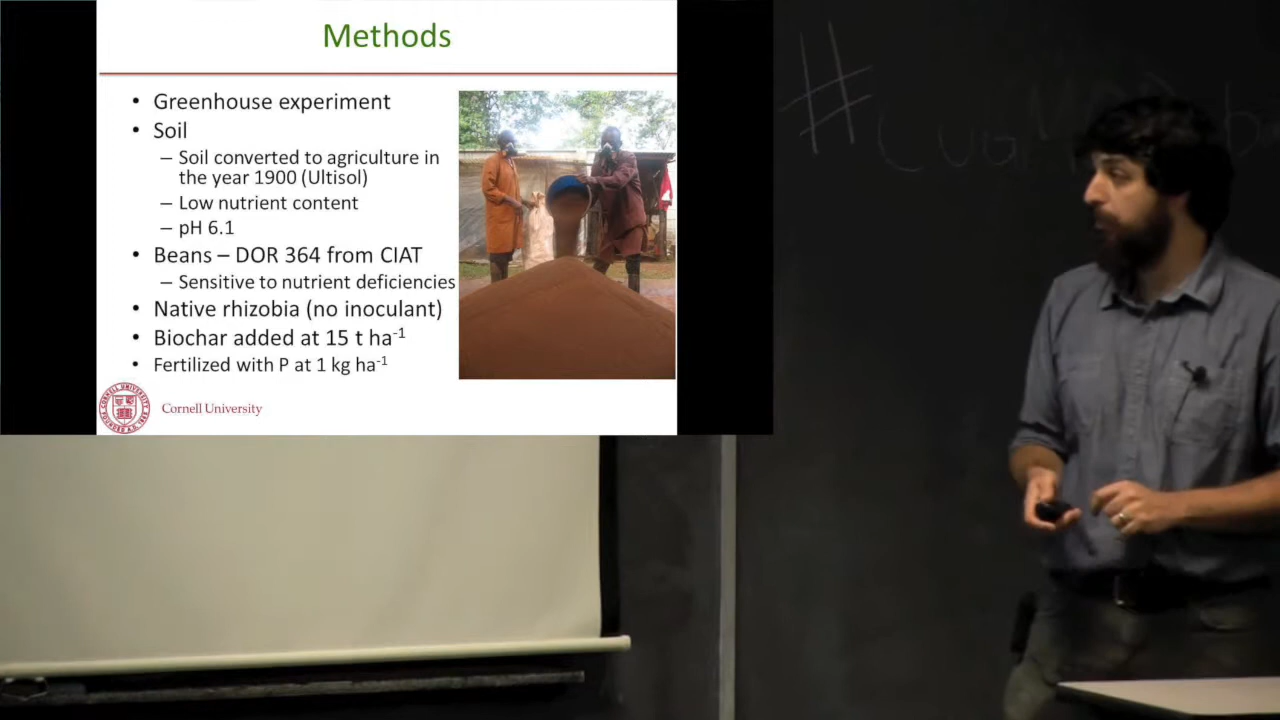 Methods
• Greenhouse experiment
• Soil
– Soil converted to agriculture in
the year 1900 (Ultisol)
– Low nutrient content
– pH 6.1
• Beans – DOR 364 from CIAT
– Sensitive to nutrient deficiencies
• Native rhizobia (no inoculant)
• Biochar added at 15 t ha⁻¹
• Fertilized with P at 1 kg ha⁻¹
Cornell University
#